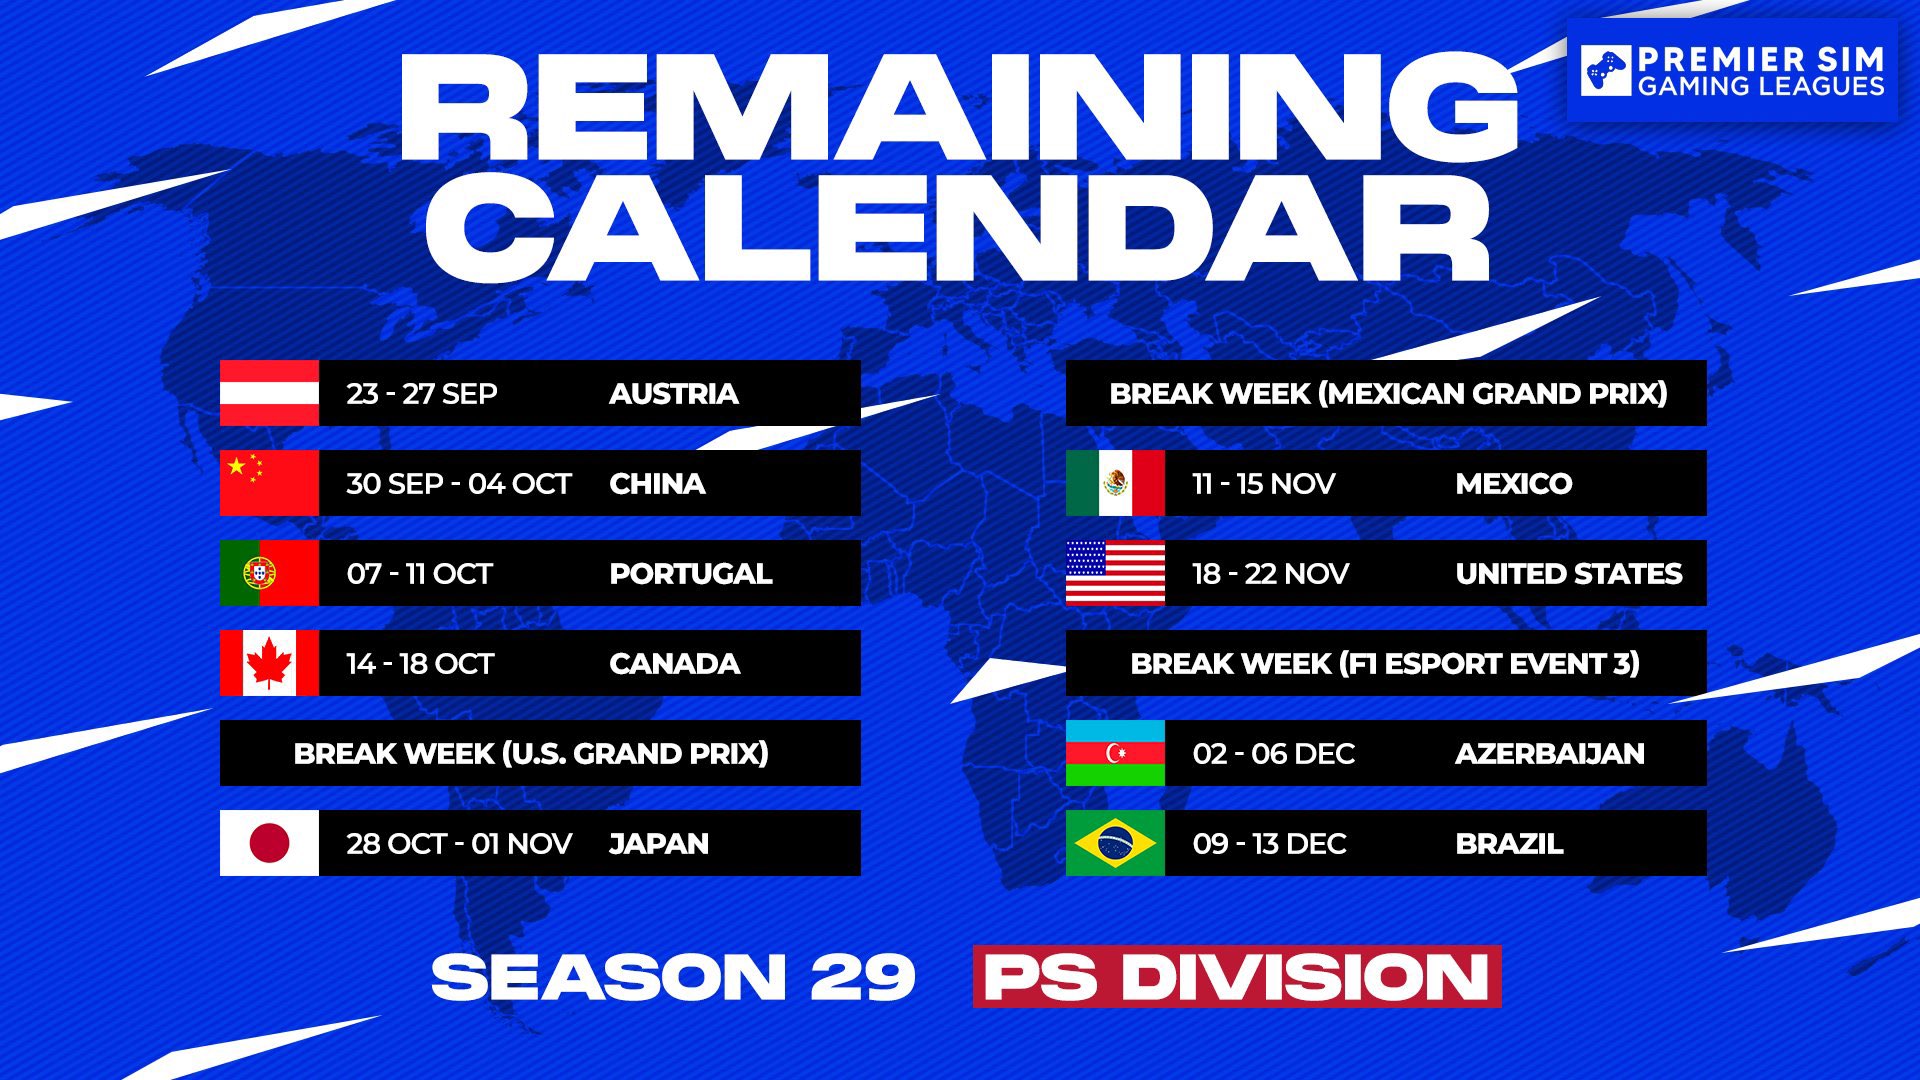 REMAINING
CALENDAR
PREMIER SIM
GAMING LEAGUES
23 - 27 SEP AUSTRIA
30 SEP - 04 OCT CHINA
07 - 11 OCT PORTUGAL
14 - 18 OCT CANADA
BREAK WEEK (U.S. GRAND PRIX)
28 OCT - 01 NOV JAPAN
BREAK WEEK (MEXICAN GRAND PRIX)
11 - 15 NOV MEXICO
18 - 22 NOV UNITED STATES
BREAK WEEK (F1 ESPORT EVENT 3)
02 - 06 DEC AZERBAIJAN
09 - 13 DEC BRAZIL
SEASON 29 PS DIVISION